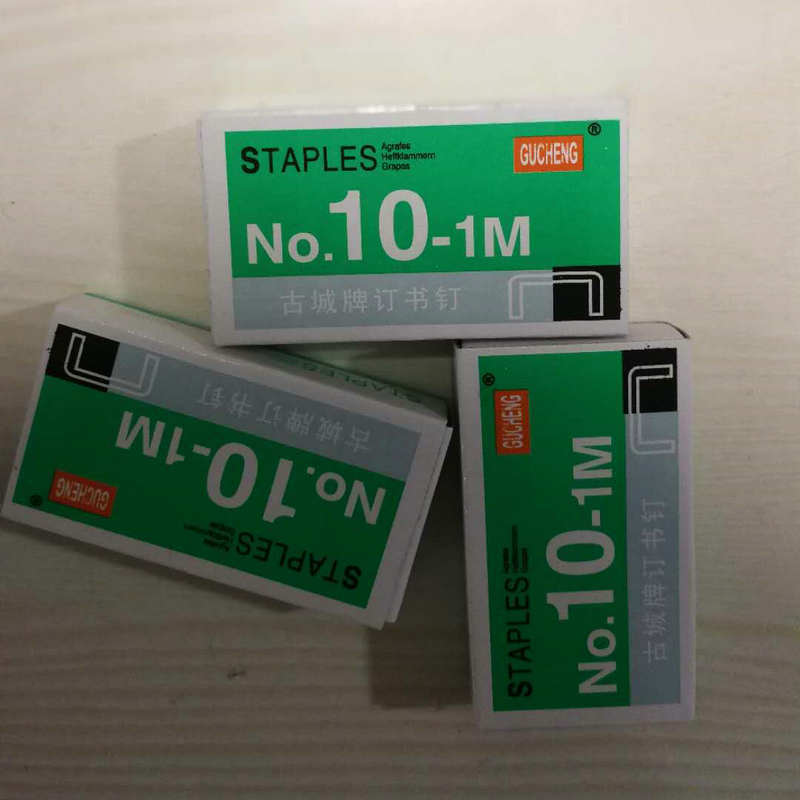 STAPLES
Agrafes
Heftklammern
Grapas
GUCHENG®
No.10-1M
古城牌订书钉
STAPLES
古城牌订书钉
No.10-1M
GUCHENG®
STAPLES
GUCHENG®
No.10-1M
古城牌订书钉
STAPLES